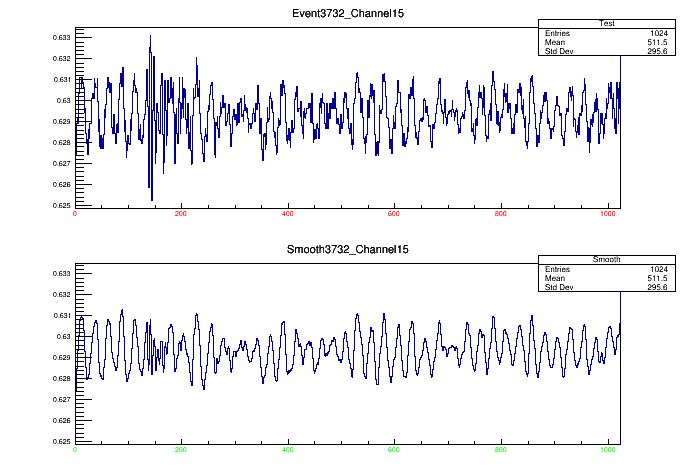 Event3732_Channel15
Test
Entries 1024
Mean 511.5
Std Dev 295.6
0.633
0.632
0.631
0.63
0.629
0.628
0.627
0.626
0.625
0 200 400 600 800 1000
Smooth3732_Channel15
Smooth
Entries 1024
Mean 511.5
Std Dev 295.6
0.633
0.632
0.631
0.63
0.629
0.628
0.627
0.626
0.625
0 200 400 600 800 1000